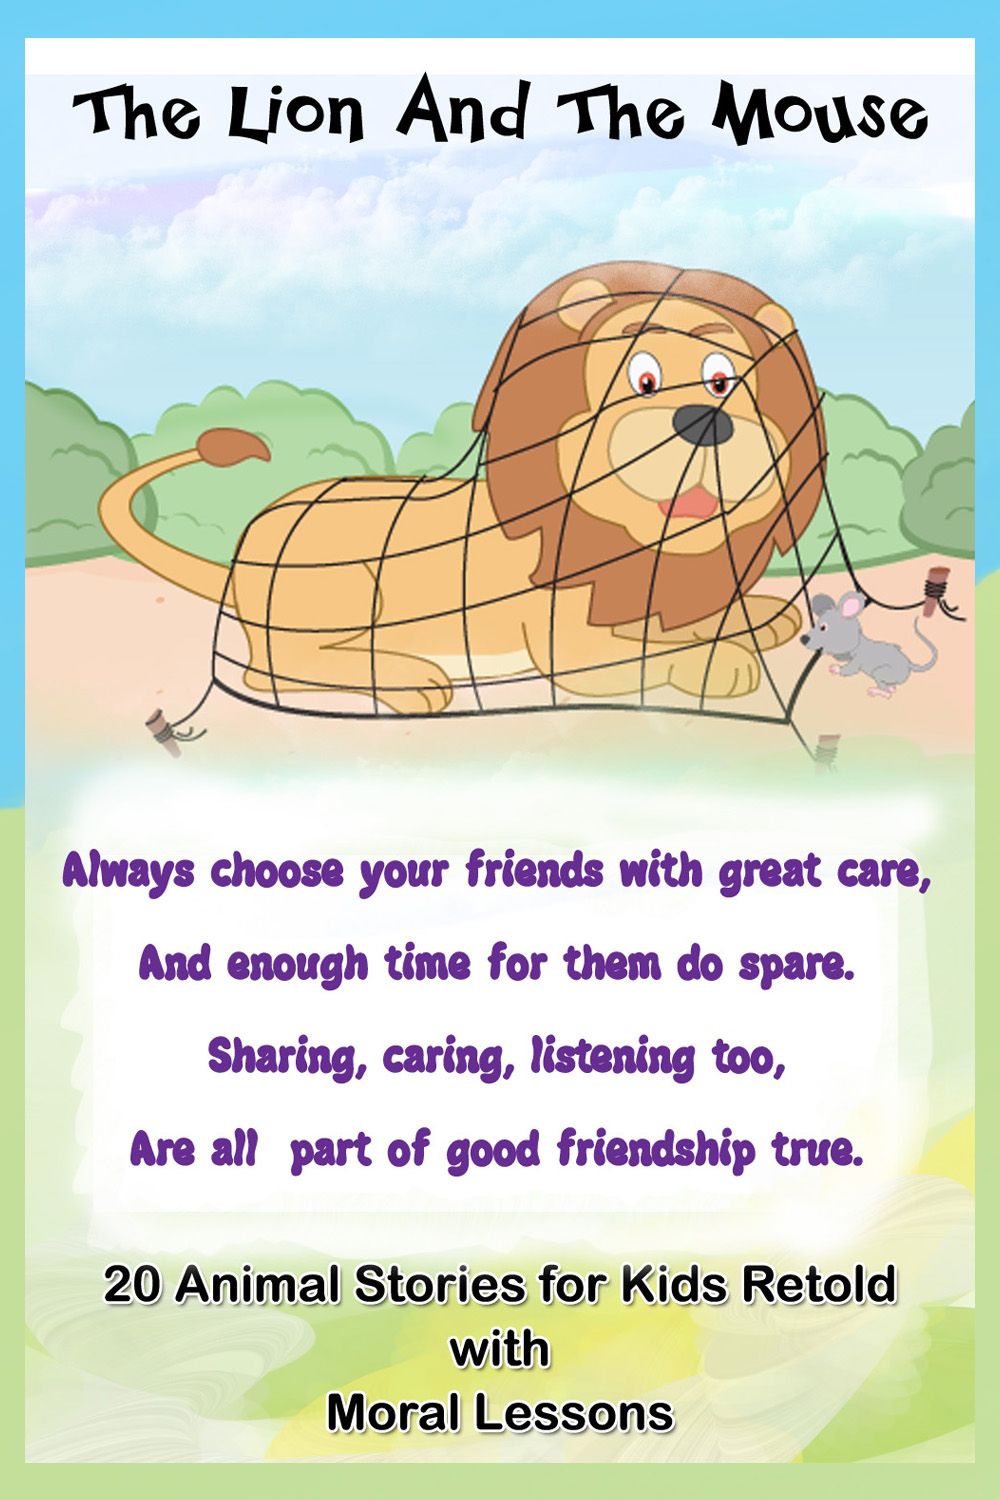 The Lion And The Mouse
Always choose your friends with great care,
And enough time for them do spare.
Sharing, caring, listening too,
Are all part of good friendship true.
20 Animal Stories for Kids Retold
with
Moral Lessons